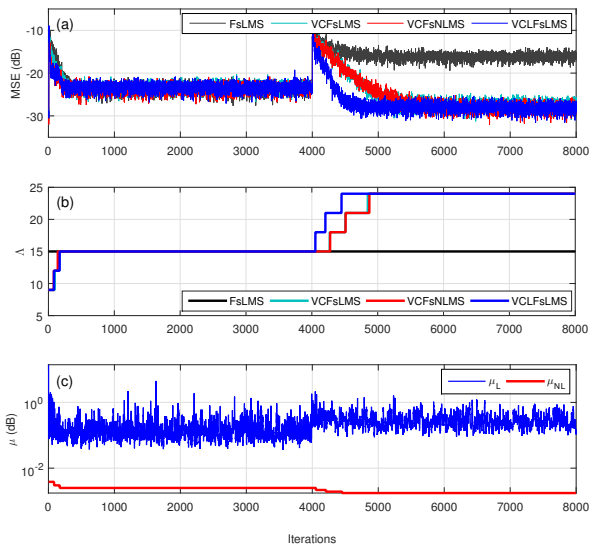 (a)
FsLMS VCFsLMS VCFsNLMS VCLFsLMS
MSE (dB)
-10
-20
-30
0 1000 2000 3000 4000 5000 6000 7000 8000
(b)
Λ
25
20
15
10
5
FsLMS VCFsLMS VCFsNLMS VCLFsLMS
0 1000 2000 3000 4000 5000 6000 7000 8000
(c)
μL μNL
μ (dB)
10^0
10^-2
0 1000 2000 3000 4000 5000 6000 7000 8000
Iterations